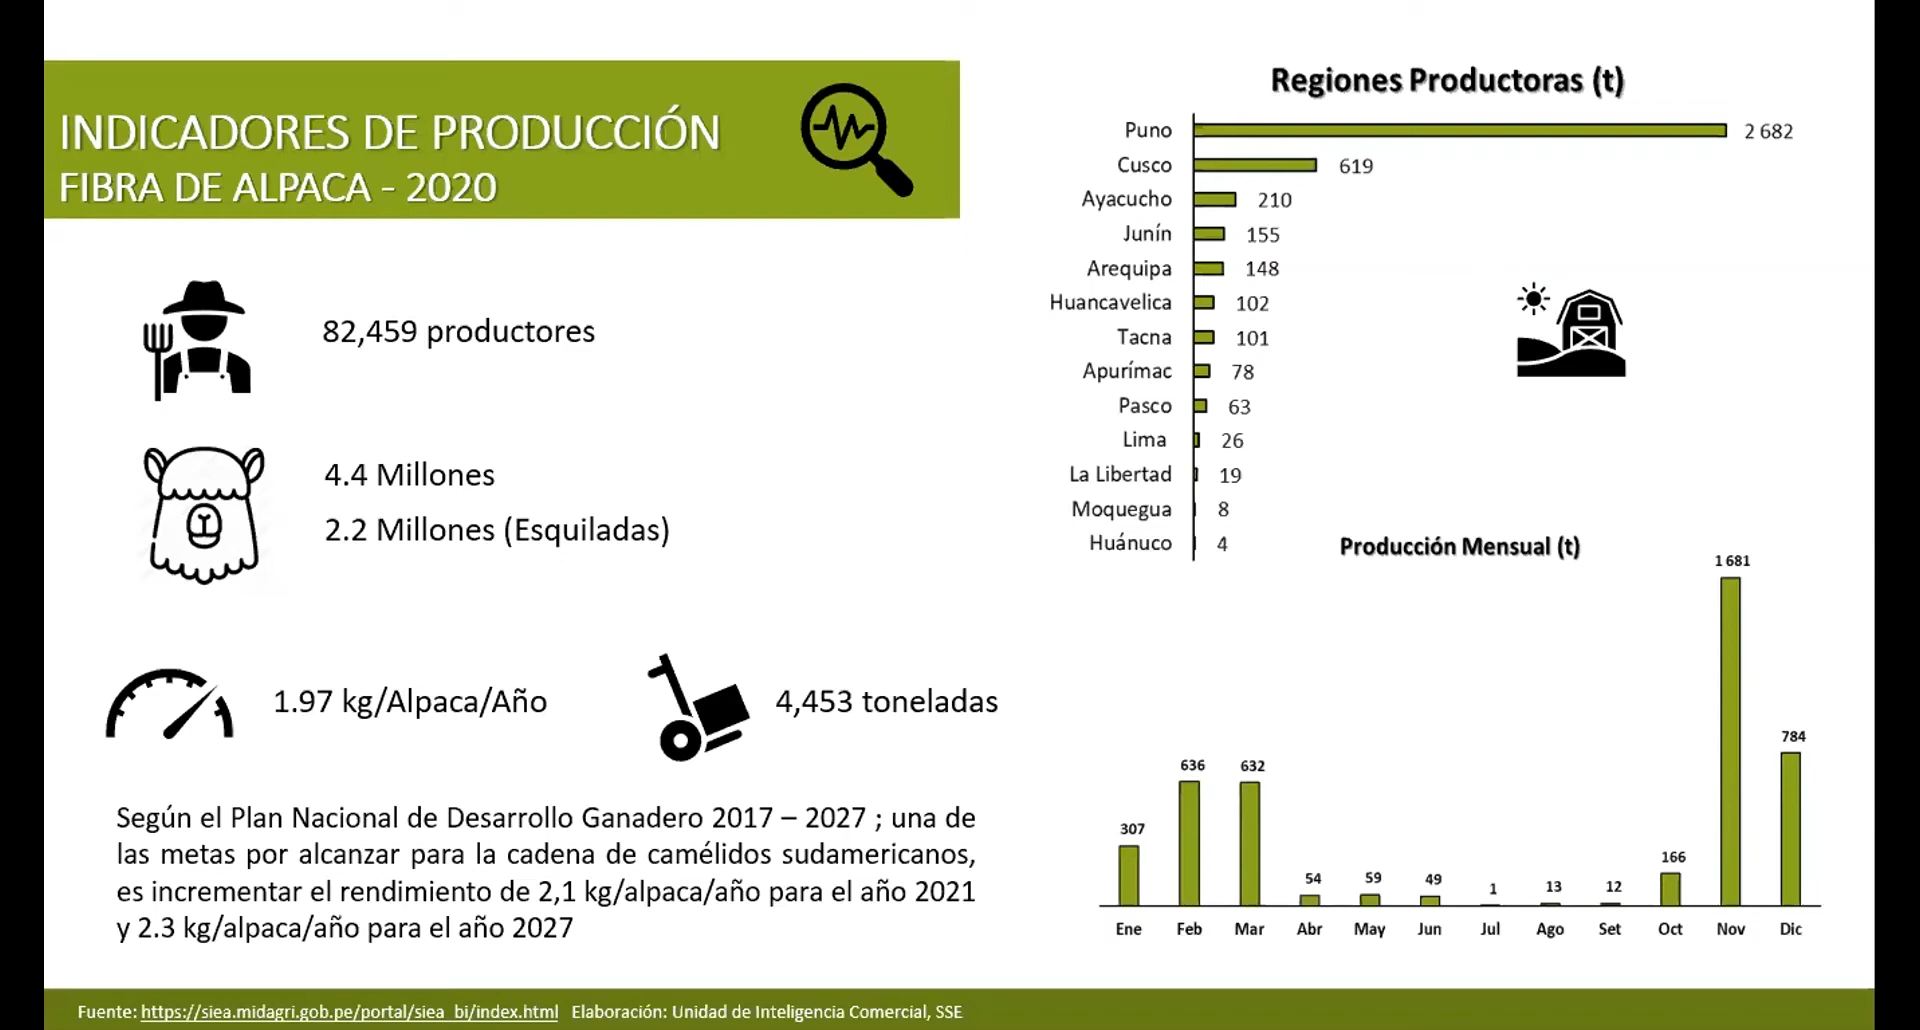 INDICADORES DE PRODUCCIÓN
FIBRA DE ALPACA - 2020
82,459 productores
4.4 Millones
2.2 Millones (Esquiladas)
1.97 kg/Alpaca/Año
4,453 toneladas
Según el Plan Nacional de Desarrollo Ganadero 2017 – 2027 ; una de
las metas por alcanzar para la cadena de camélidos sudamericanos,
es incrementar el rendimiento de 2,1 kg/alpaca/año para el año 2021
y 2.3 kg/alpaca/año para el año 2027
Regiones Productoras (t)
Puno 2 682
Cusco 619
Ayacucho 210
Junín 155
Arequipa 148
Huancavelica 102
Tacna 101
Apurímac 78
Pasco 63
Lima 26
La Libertad 19
Moquegua 8
Huánuco 4
Producción Mensual (t)
307 636 632 54 59 49 1 13 12 166 1 681 784
Ene Feb Mar Abr May Jun Jul Ago Set Oct Nov Dic
Fuente: https://siea.midagri.gob.pe/portal/siea_bi/index.html Elaboración: Unidad de Inteligencia Comercial, SSE